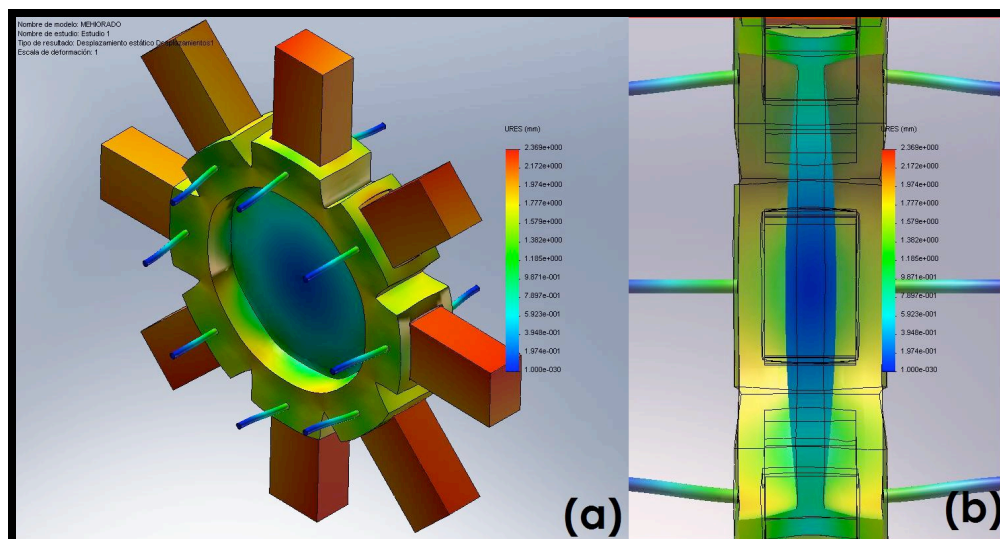 Nombre de modelo: MEHIORADO
Nombre de estudio: Estudio 1
Tipo de resultado: Desplazamiento estático Desplazamientos1
Escala de deformación: 1
URES (mm)
2.369e+000
2.172e+000
1.974e+000
1.777e+000
1.579e+000
1.382e+000
1.185e+000
9.871e-001
7.897e-001
5.923e-001
3.948e-001
1.974e-001
1.000e-030
(a)
URES (mm)
2.369e+000
2.172e+000
1.974e+000
1.777e+000
1.579e+000
1.382e+000
1.185e+000
9.871e-001
7.897e-001
5.923e-001
3.948e-001
1.974e-001
1.000e-030
(b)